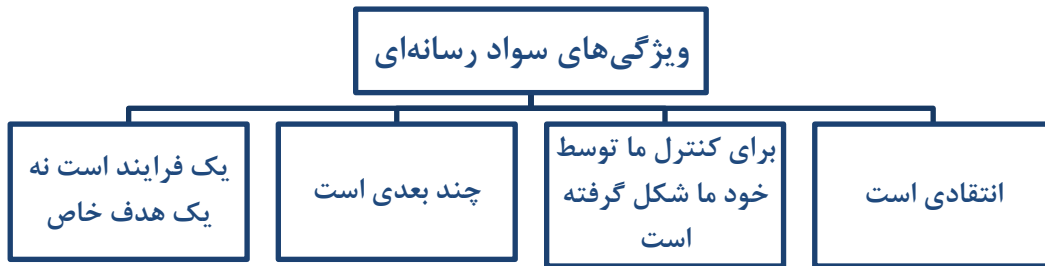 ویژگی‌های سواد رسانه‌ای
انتقادی است
برای کنترل ما توسط
خود ما شکل گرفته
است
چند بعدی است
یک فرایند است نه
یک هدف خاص